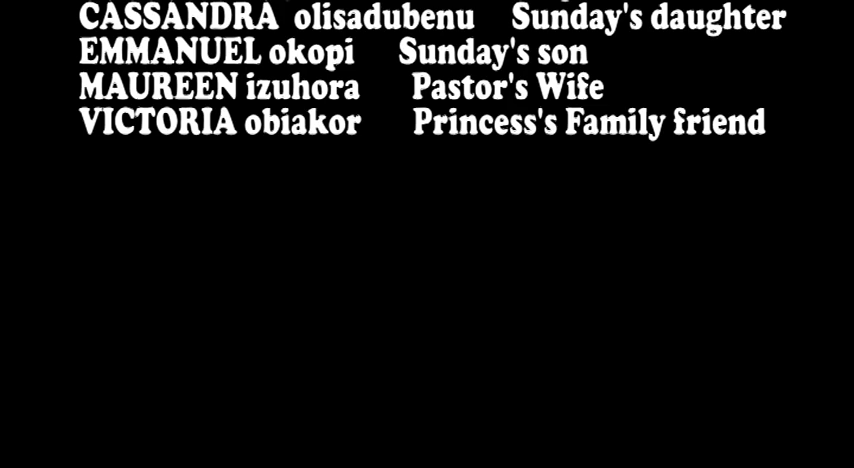 CASSANDRA olisadubenu Sunday's daughter
EMMANUEL okopi Sunday's son
MAUREEN izuhora Pastor's Wife
VICTORIA obiakor Princess's Family friend